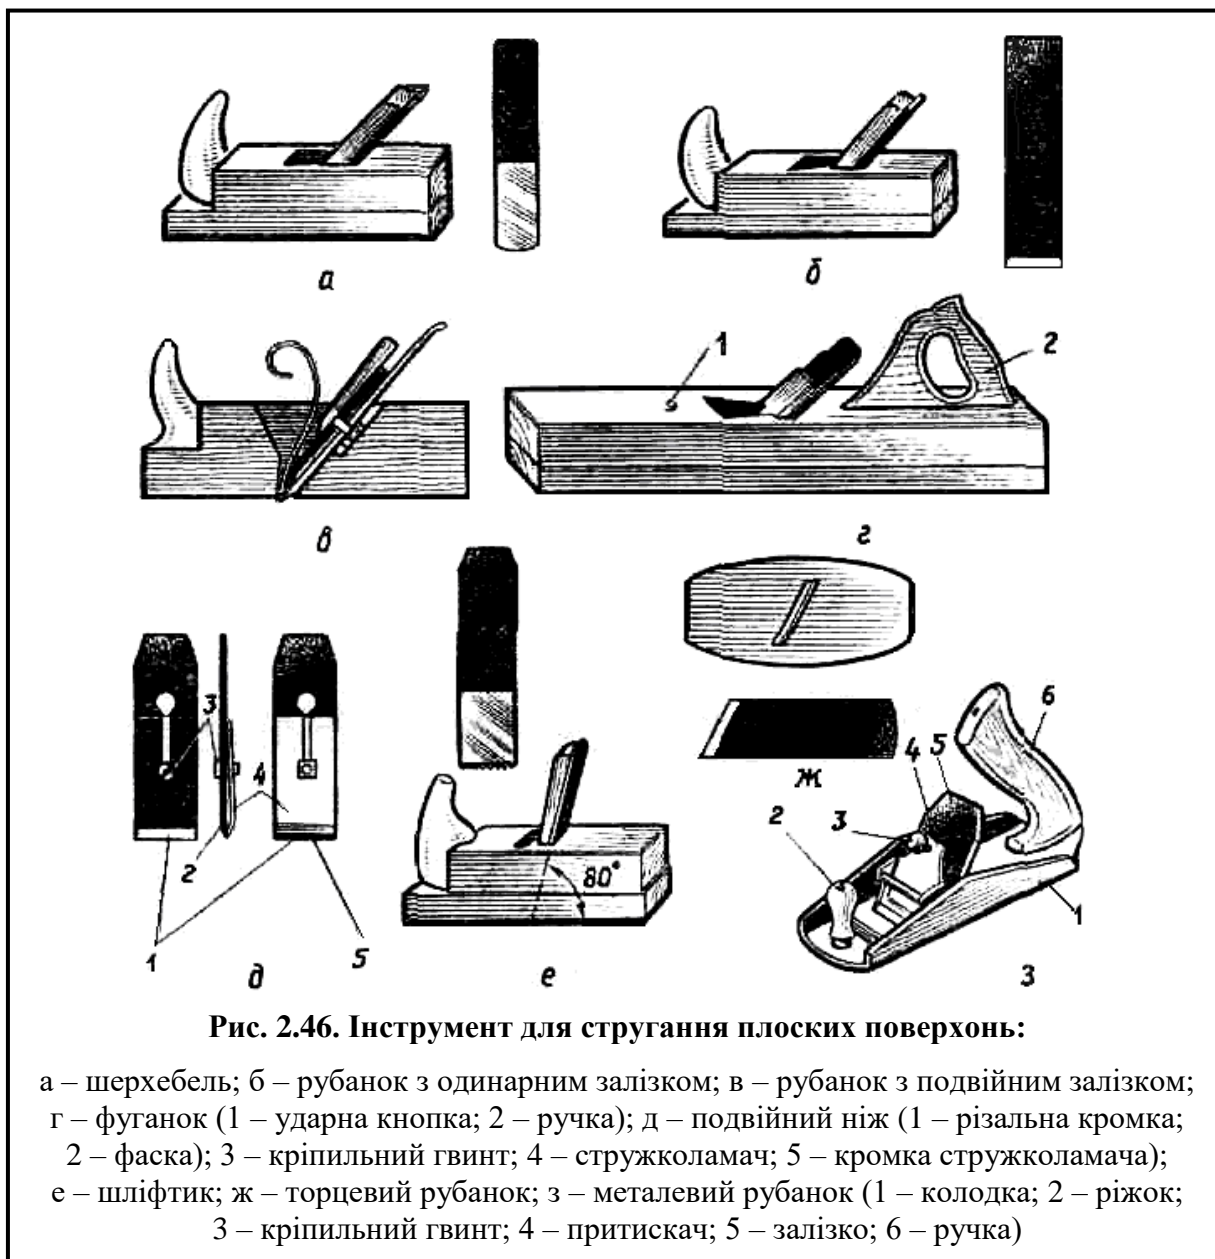 а
б
1
2
в
г
3
4
2
1
5
д
80°
е
ж
6
5
4
3
2
1
з
Рис. 2.46. Інструмент для стругання плоских поверхонь:
а – шерхебель; б – рубанок з одинарним залізком; в – рубанок з подвійним залізком;
г – фуганок (1 – ударна кнопка; 2 – ручка); д – подвійний ніж (1 – різальна кромка;
2 – фаска); 3 – кріпильний гвинт; 4 – стружколамач; 5 – кромка стружколамача);
е – шліфтик; ж – торцевий рубанок; з – металевий рубанок (1 – колодка; 2 – ріжок;
3 – кріпильний гвинт; 4 – притискач; 5 – залізко; 6 – ручка)